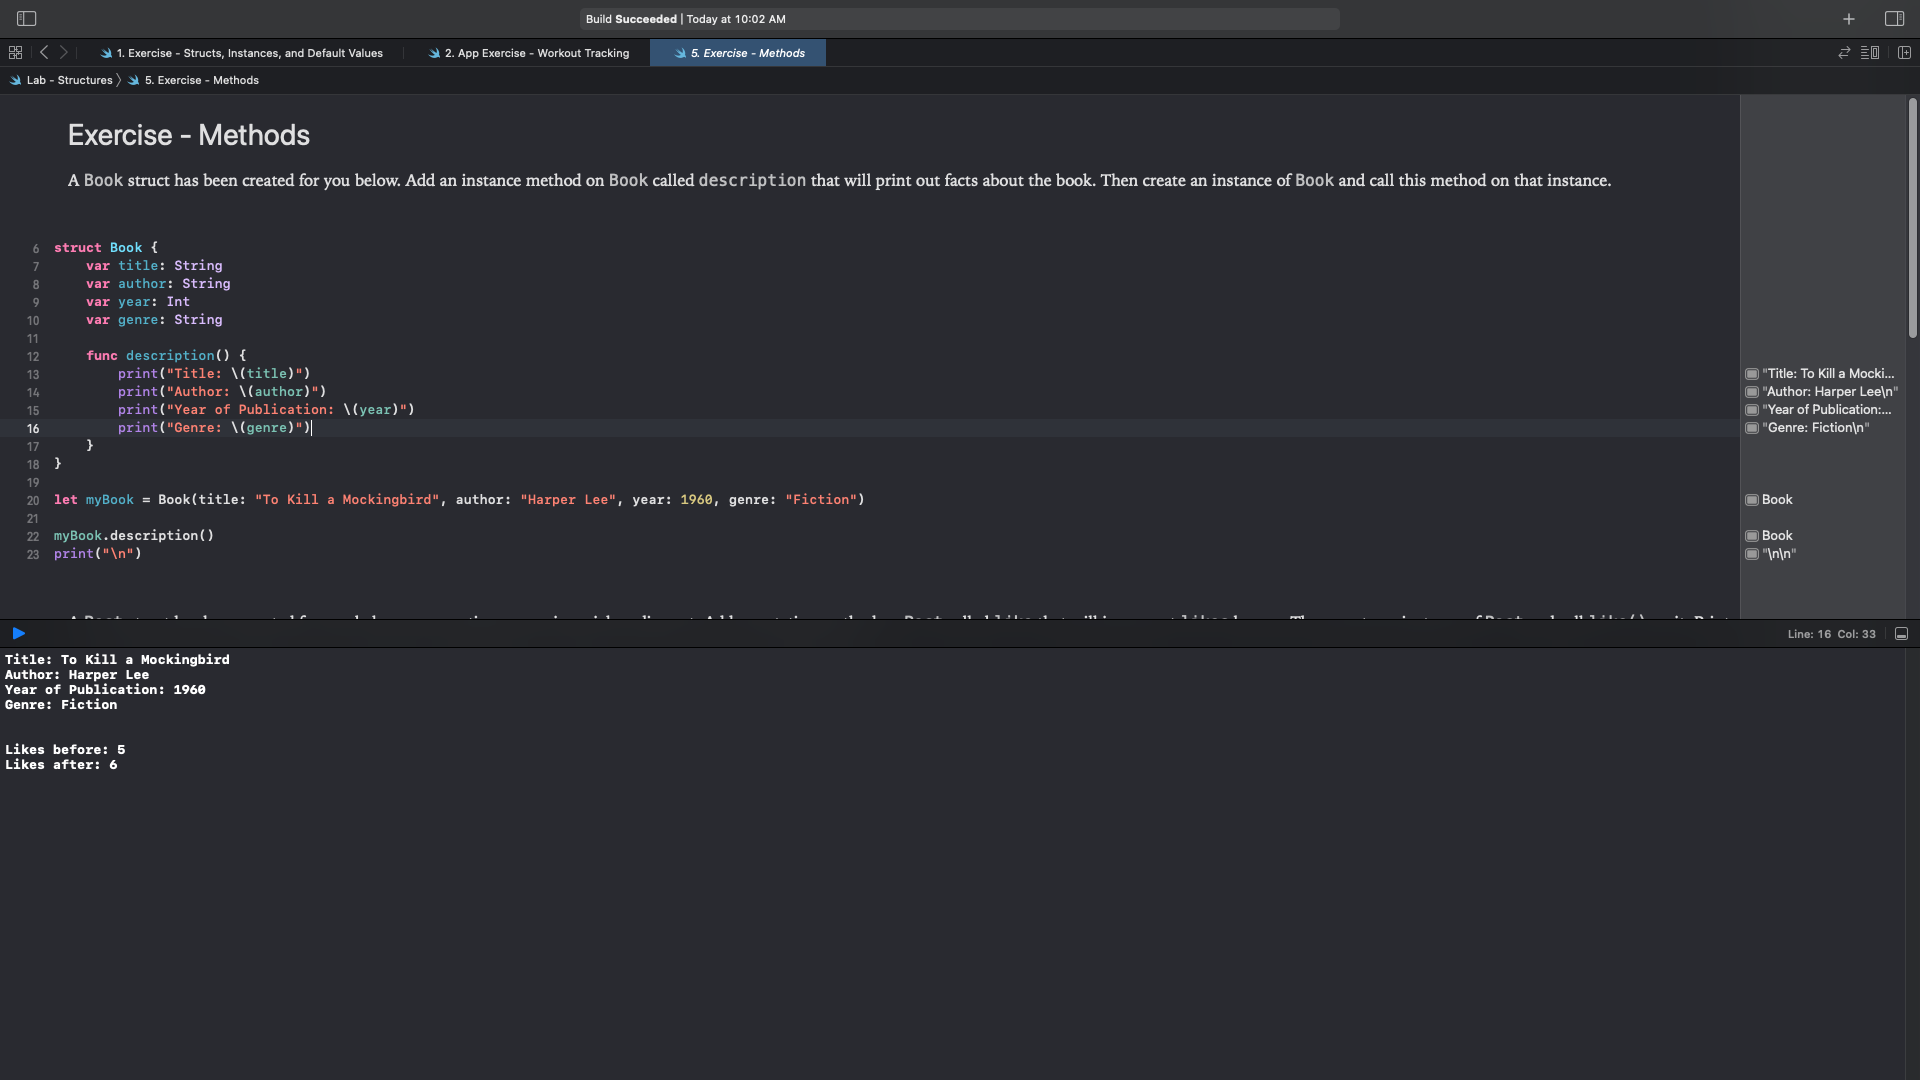 Build Succeeded | Today at 10:02 AM
1. Exercise - Structs, Instances, and Default Values
2. App Exercise - Workout Tracking
5. Exercise - Methods
Lab - Structures 〉 5. Exercise - Methods
Exercise - Methods
A Book struct has been created for you below. Add an instance method on Book called description that will print out facts about the book. Then create an instance of Book and call this method on that instance.
6 struct Book {
7     var title: String
8     var author: String
9     var year: Int
10     var genre: String
11
12     func description() {
13         print("Title: \(title)")
"Title: To Kill a Mocki...
14         print("Author: \(author)")
"Author: Harper Lee\n"
15         print("Year of Publication: \(year)")
"Year of Publication:...
16         print("Genre: \(genre)")
"Genre: Fiction\n"
17     }
18 }
19
20 let myBook = Book(title: "To Kill a Mockingbird", author: "Harper Lee", year: 1960, genre: "Fiction")
Book
21
22 myBook.description()
Book
23 print("\n")
"\n\n"
Line: 16 Col: 33
Title: To Kill a Mockingbird
Author: Harper Lee
Year of Publication: 1960
Genre: Fiction
Likes before: 5
Likes after: 6